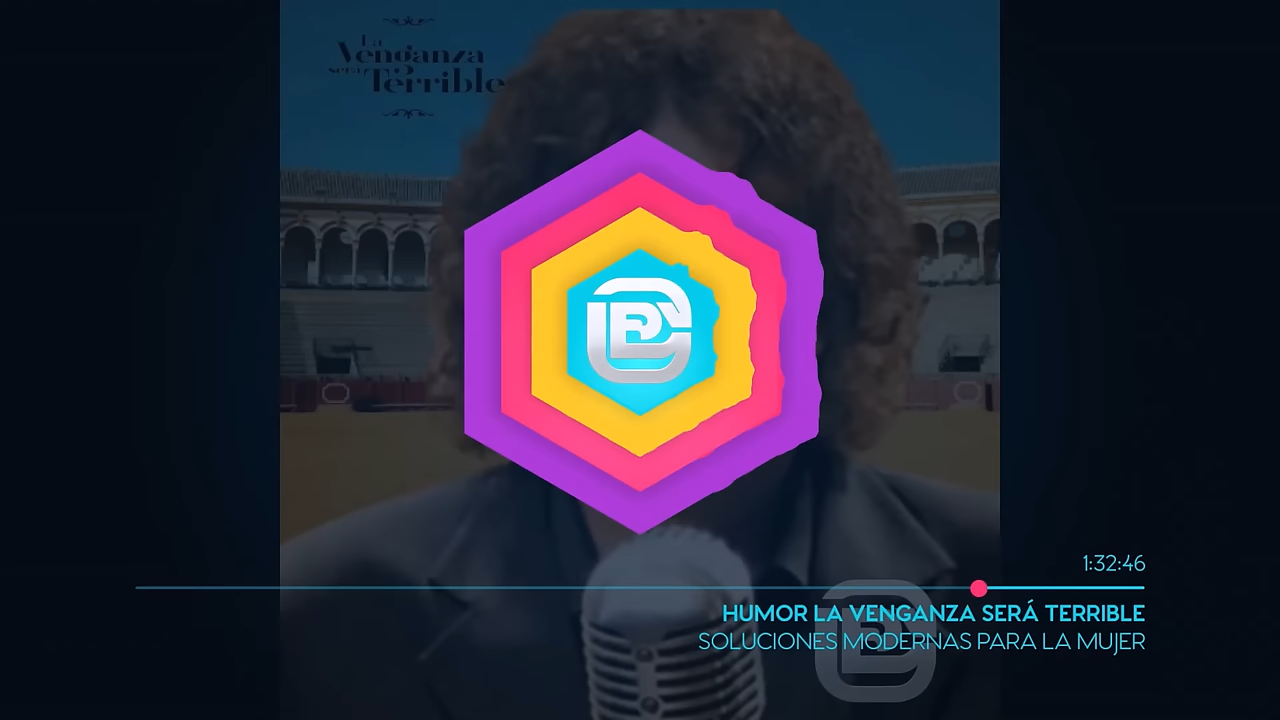 La
Venganza
será Terrible
1:32:46
HUMOR LA VENGANZA SERÁ TERRIBLE
SOLUCIONES MODERNAS PARA LA MUJER